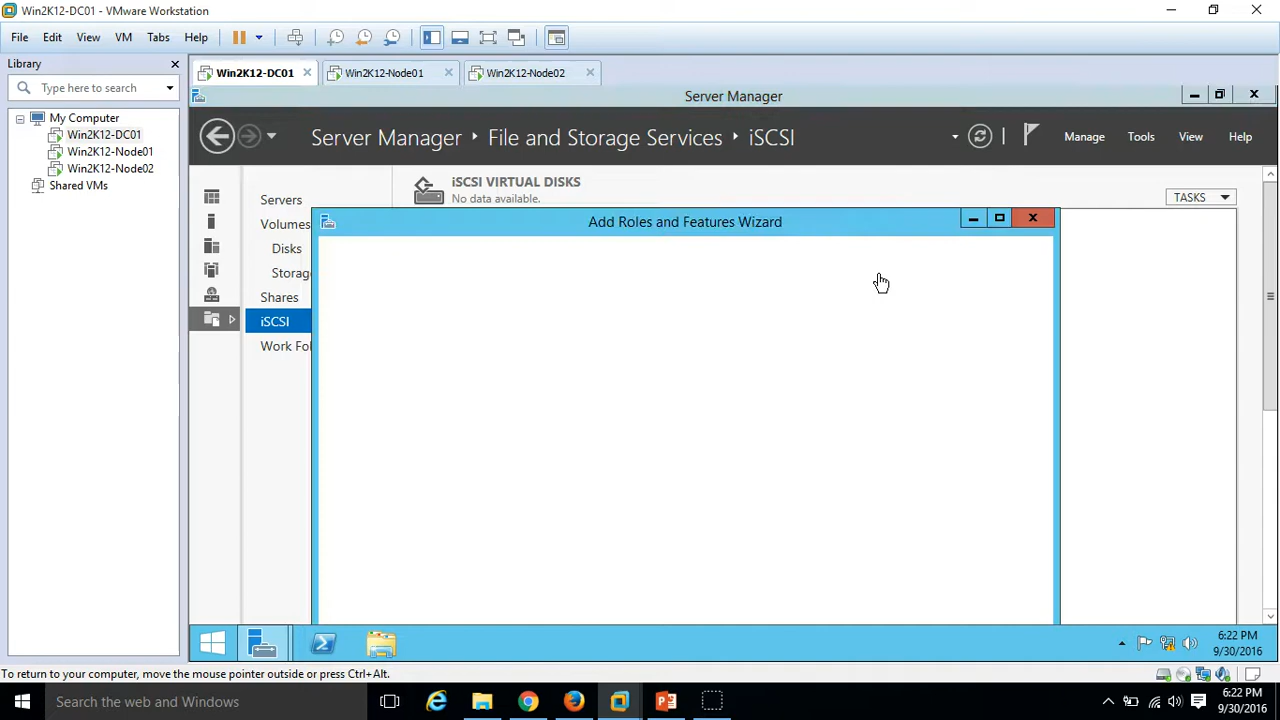 Win2K12-DC01 - VMware Workstation
File Edit View VM Tabs Help
Library
Type here to search
My Computer
Win2K12-DC01
Win2K12-Node01
Win2K12-Node02
Shared VMs
Win2K12-DC01 Win2K12-Node01 Win2K12-Node02
Server Manager
Server Manager File and Storage Services iSCSI
Manage Tools View Help
Servers
Volumes
Disks
Storag
Shares
iSCSI
Work Fol
iSCSI VIRTUAL DISKS
No data available.
TASKS
Add Roles and Features Wizard
6:22 PM
9/30/2016
To return to your computer, move the mouse pointer outside or press Ctrl+Alt.
Search the web and Windows
6:22 PM
9/30/2016